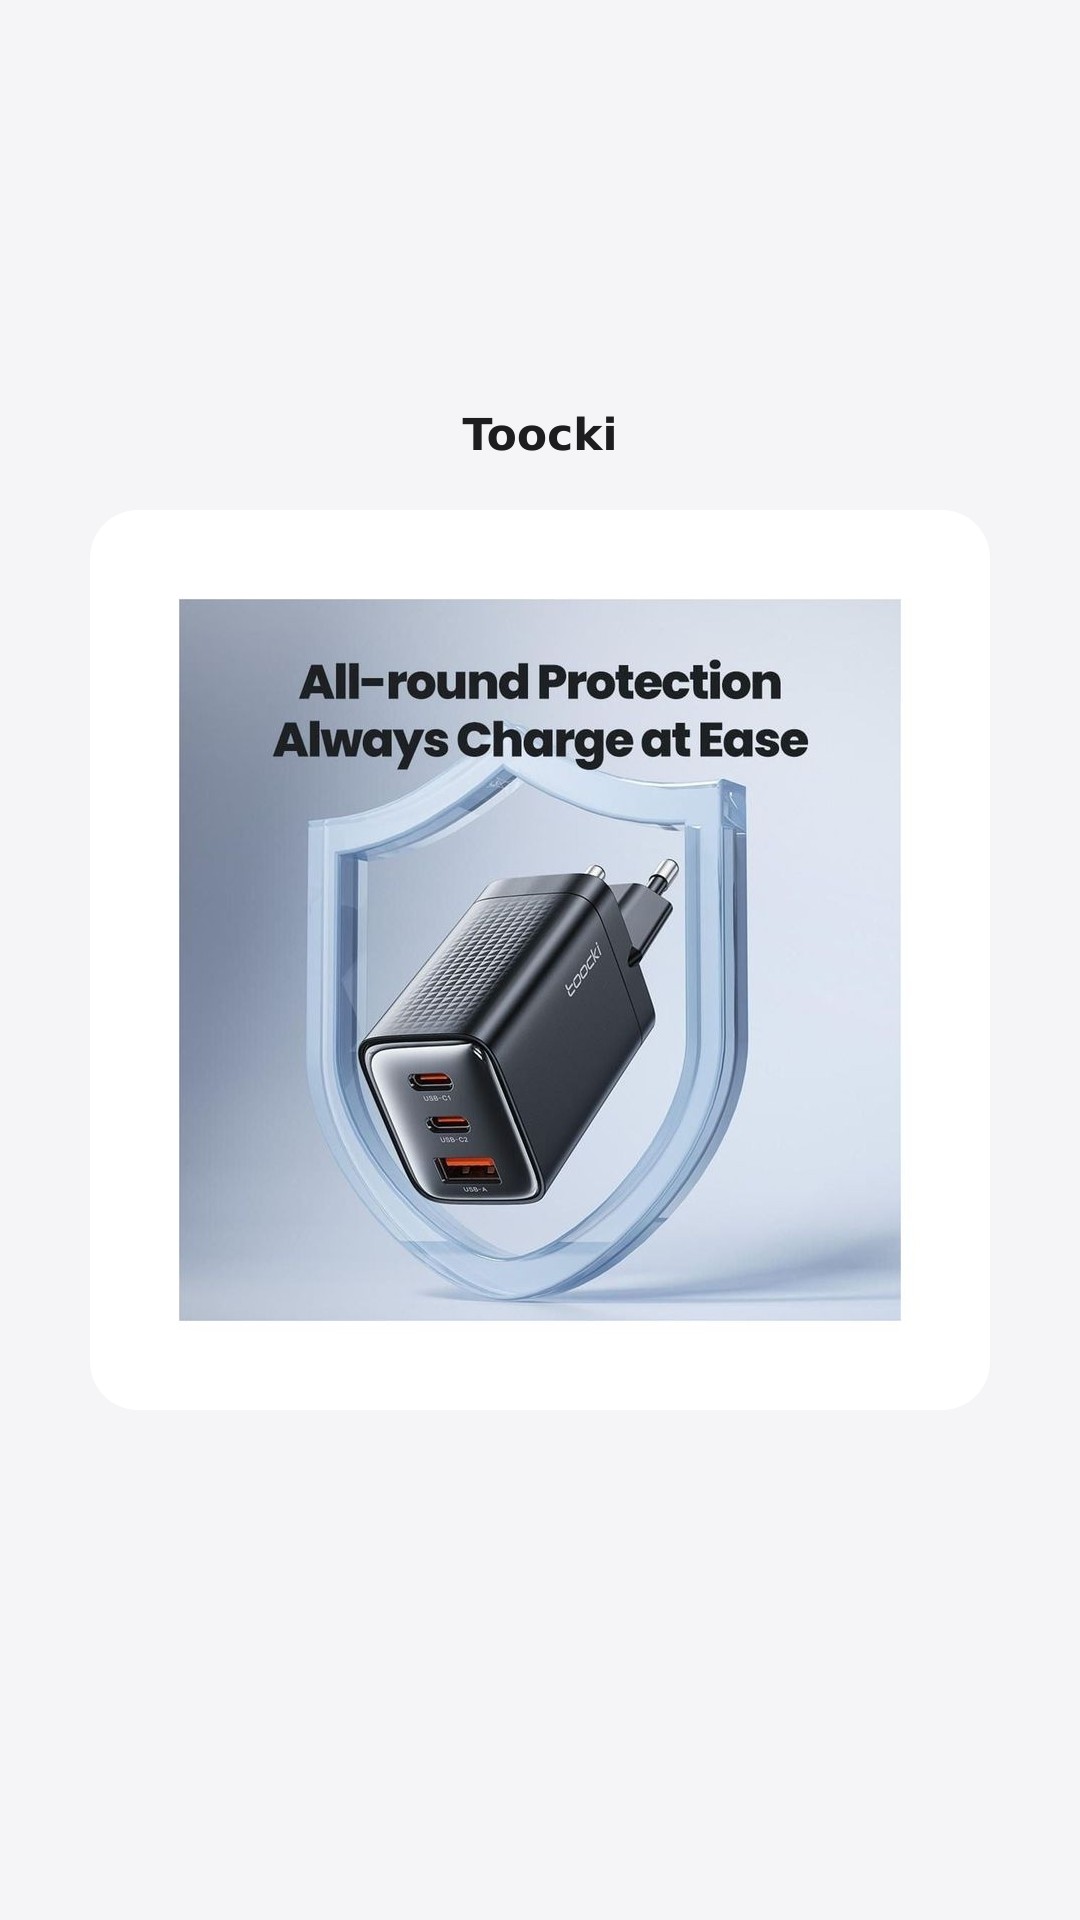 Toocki
All-round Protection
Always Charge at Ease
toocki
USB-C1
USB-C2
USB-A